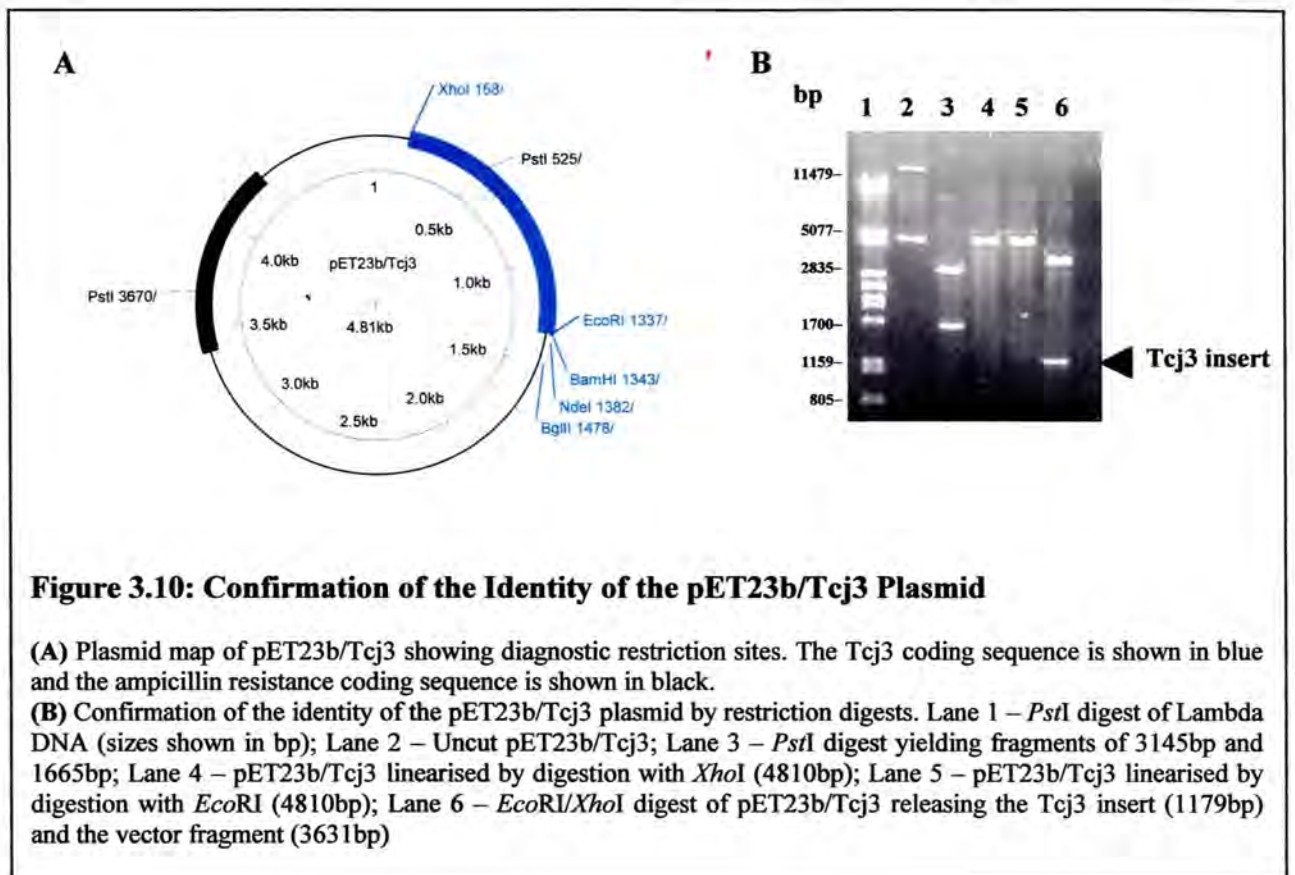 A
XhoI 158/
PstI 525/
1
0.5kb
4.0kb
pET23b/Tcj3
1.0kb
PstI 3670/
3.5kb
4.81kb
EcoRI 1337/
1.5kb
BamHI 1343/
3.0kb
2.0kb
NdeI 1382/
2.5kb
BglII 1478/
B
bp 1 2 3 4 5 6
11479–
5077–
2835–
1700–
1159–
Tcj3 insert
805–
Figure 3.10: Confirmation of the Identity of the pET23b/Tcj3 Plasmid
(A) Plasmid map of pET23b/Tcj3 showing diagnostic restriction sites. The Tcj3 coding sequence is shown in blue
and the ampicillin resistance coding sequence is shown in black.
(B) Confirmation of the identity of the pET23b/Tcj3 plasmid by restriction digests. Lane 1 – PstI digest of Lambda
DNA (sizes shown in bp); Lane 2 – Uncut pET23b/Tcj3; Lane 3 – PstI digest yielding fragments of 3145bp and
1665bp; Lane 4 – pET23b/Tcj3 linearised by digestion with XhoI (4810bp); Lane 5 – pET23b/Tcj3 linearised by
digestion with EcoRI (4810bp); Lane 6 – EcoRI/XhoI digest of pET23b/Tcj3 releasing the Tcj3 insert (1179bp)
and the vector fragment (3631bp)